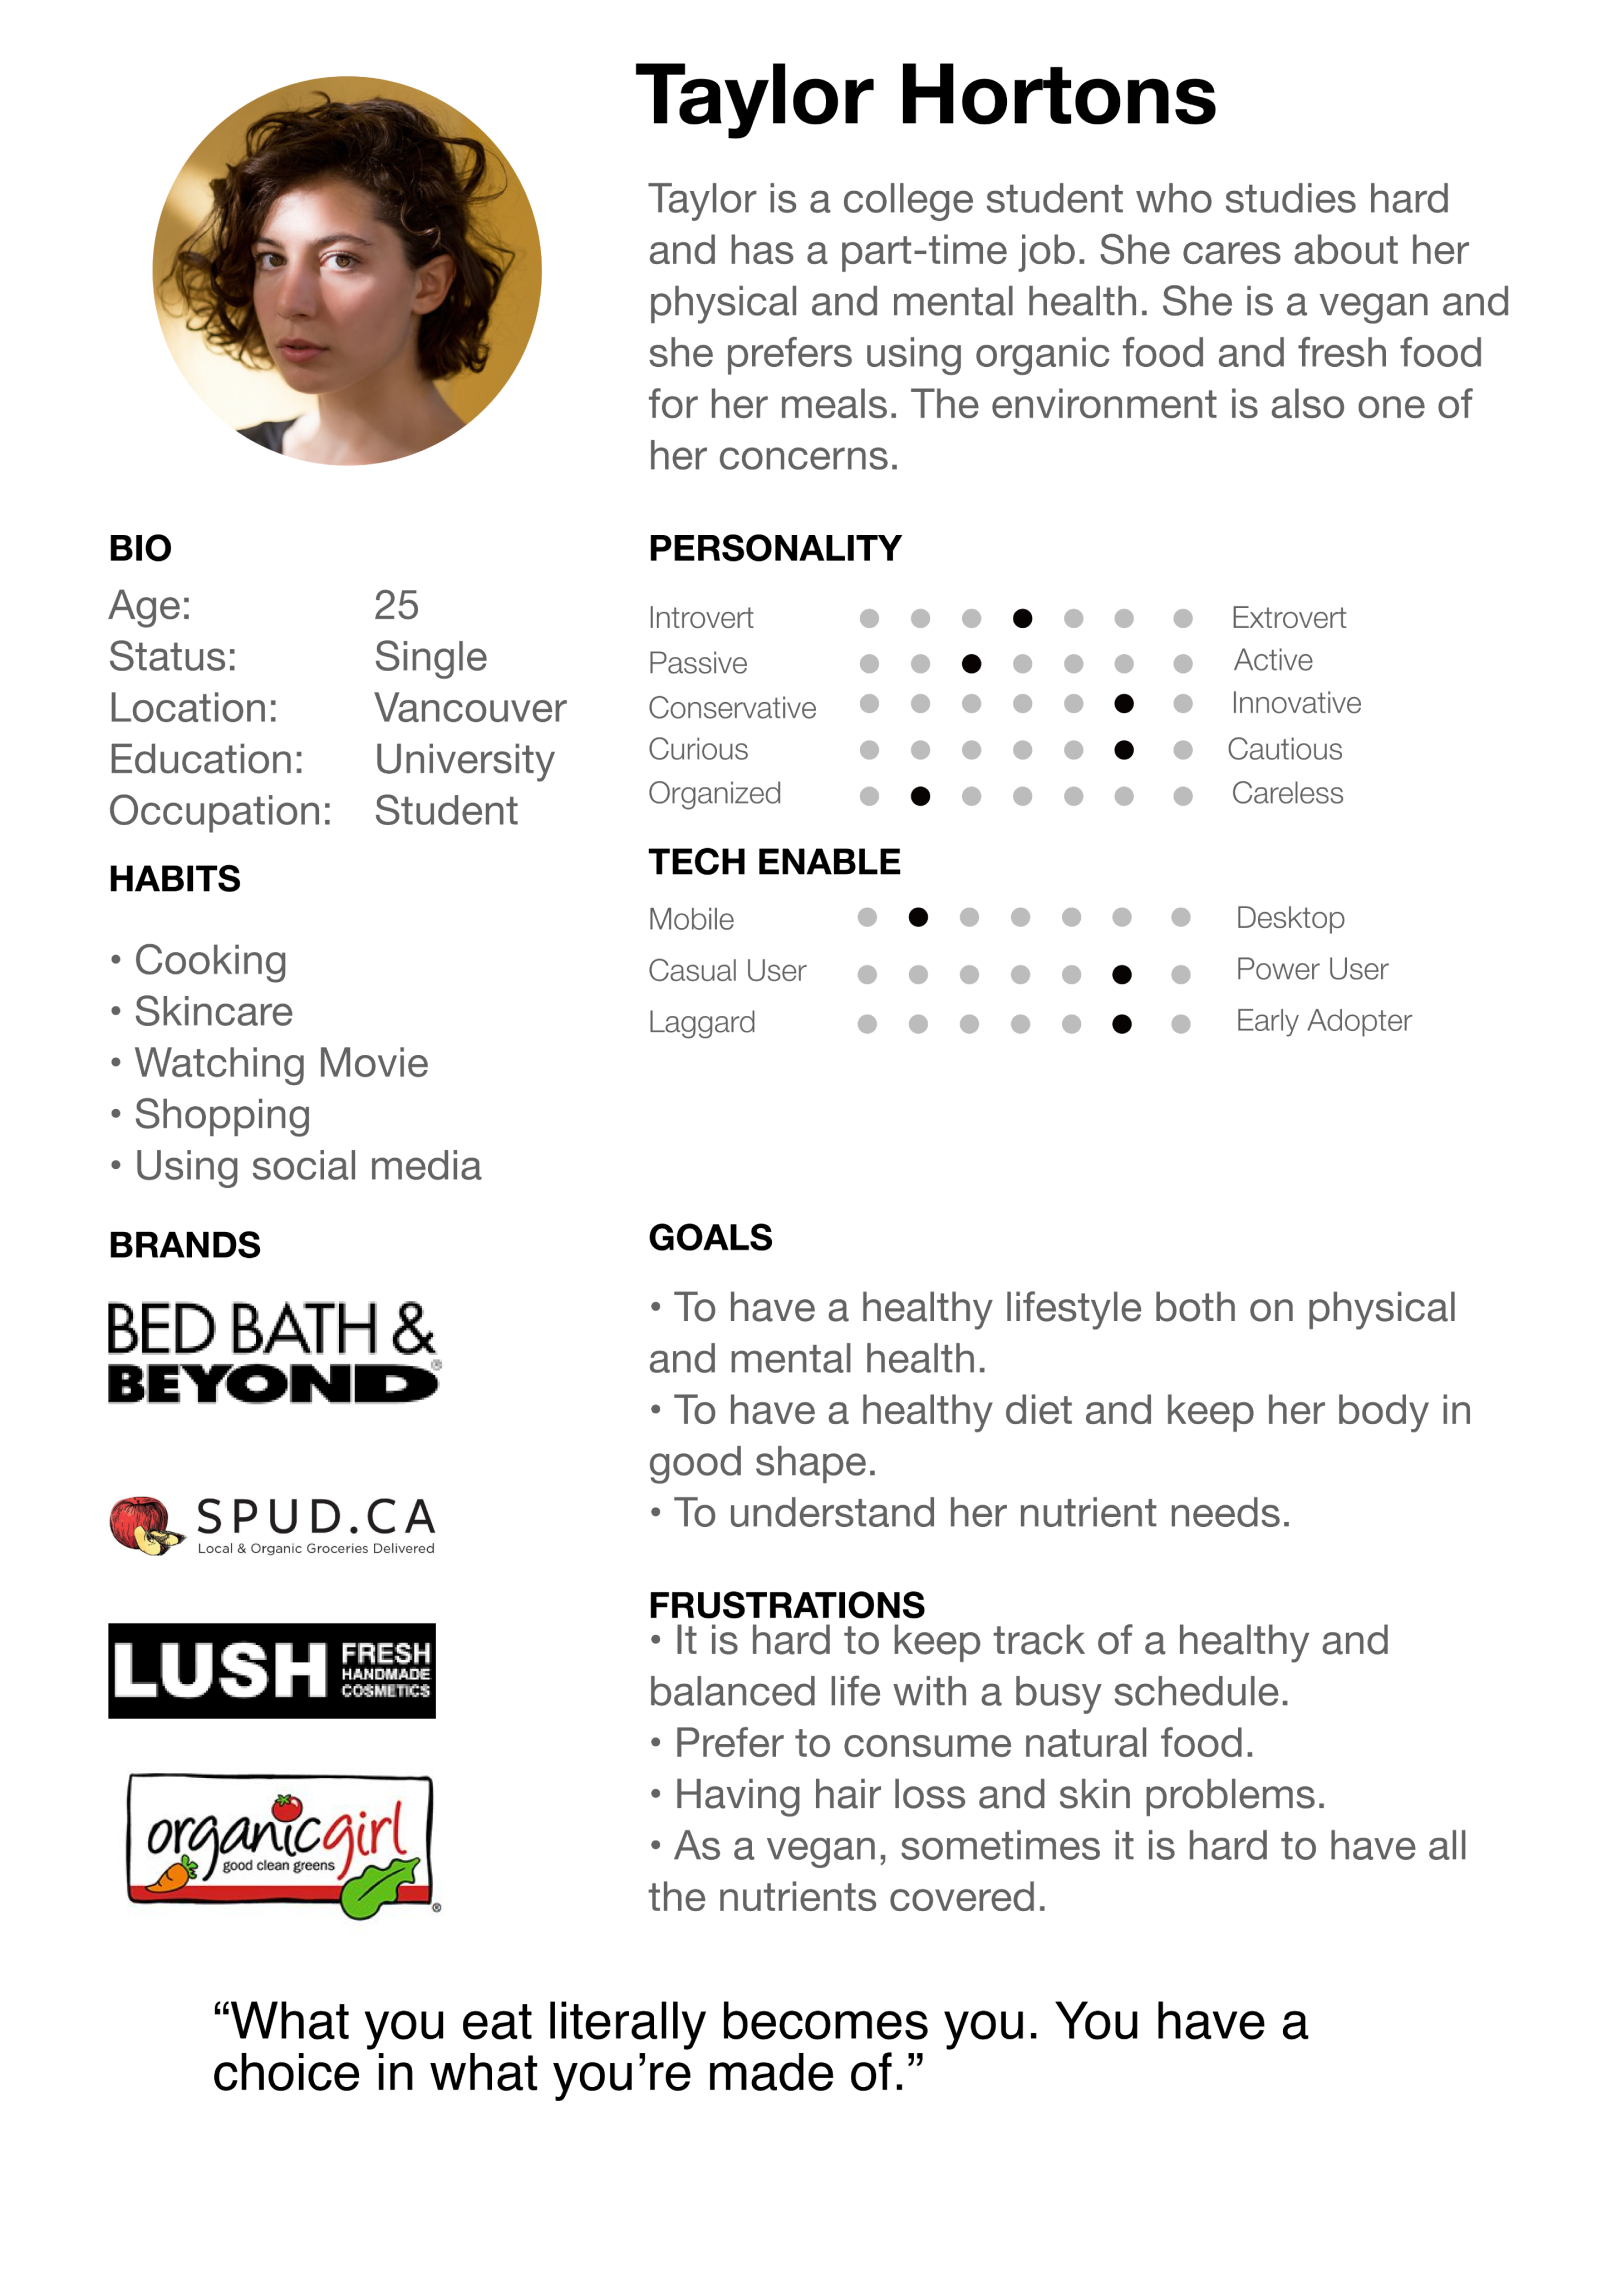 Taylor Hortons
Taylor is a college student who studies hard
and has a part-time job. She cares about her
physical and mental health. She is a vegan and
she prefers using organic food and fresh food
for her meals. The environment is also one of
her concerns.
BIO
Age: 25
Status: Single
Location: Vancouver
Education: University
Occupation: Student
HABITS
• Cooking
• Skincare
• Watching Movie
• Shopping
• Using social media
BRANDS
BED BATH &
BEYOND®
SPUD.CA
Local & Organic Groceries Delivered
LUSH FRESH
HANDMADE
COSMETICS
organicgirl
good clean greens
®
PERSONALITY
Introvert Extrovert
Passive Active
Conservative Innovative
Curious Cautious
Organized Careless
TECH ENABLE
Mobile Desktop
Casual User Power User
Laggard Early Adopter
GOALS
• To have a healthy lifestyle both on physical
and mental health.
• To have a healthy diet and keep her body in
good shape.
• To understand her nutrient needs.
FRUSTRATIONS
• It is hard to keep track of a healthy and
balanced life with a busy schedule.
• Prefer to consume natural food.
• Having hair loss and skin problems.
• As a vegan, sometimes it is hard to have all
the nutrients covered.
“What you eat literally becomes you. You have a
choice in what you’re made of.”